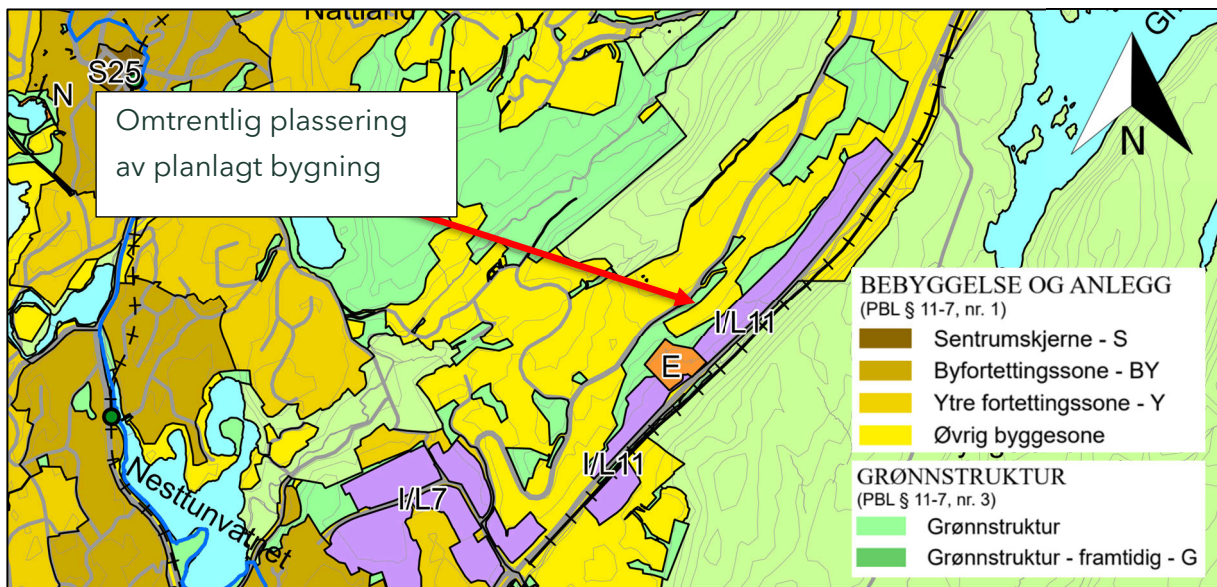 Nattland
S25
N
Omtrentlig plassering
av planlagt bygning
N
I/L11
E
I/L11
I/L7
Nesttunvatnet
BEBYGGELSE OG ANLEGG
(PBL § 11-7, nr. 1)
Sentrumskjerne - S
Byfortettingssone - BY
Ytre fortettingssone - Y
Øvrig byggesone
GRØNNSTRUKTUR
(PBL § 11-7, nr. 3)
Grønnstruktur
Grønnstruktur - framtidig - G